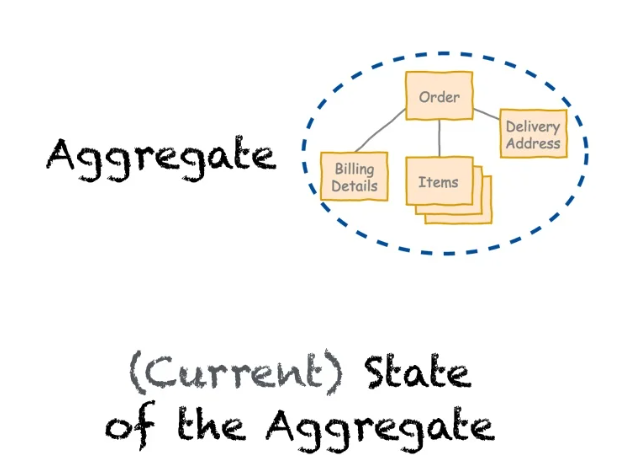 Aggregate
Order
Delivery
Address
Billing
Details
Items
(Current) State
of the Aggregate